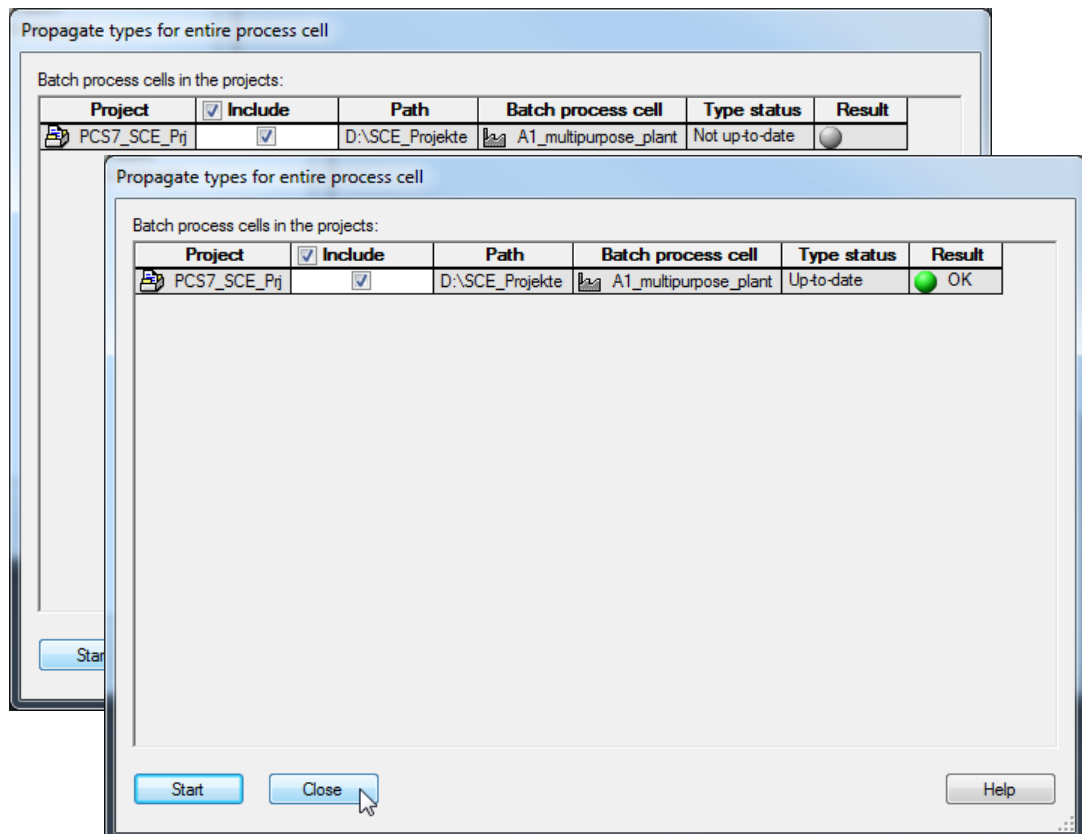 Propagate types for entire process cell
Batch process cells in the projects:
Project Include Path Batch process cell Type status Result
PCS7_SCE_Prj D:\SCE_Projekte A1_multipurpose_plant Not up-to-date
Propagate types for entire process cell
Batch process cells in the projects:
Project Include Path Batch process cell Type status Result
PCS7_SCE_Prj D:\SCE_Projekte A1_multipurpose_plant Up-to-date OK
Star
Start Close Help